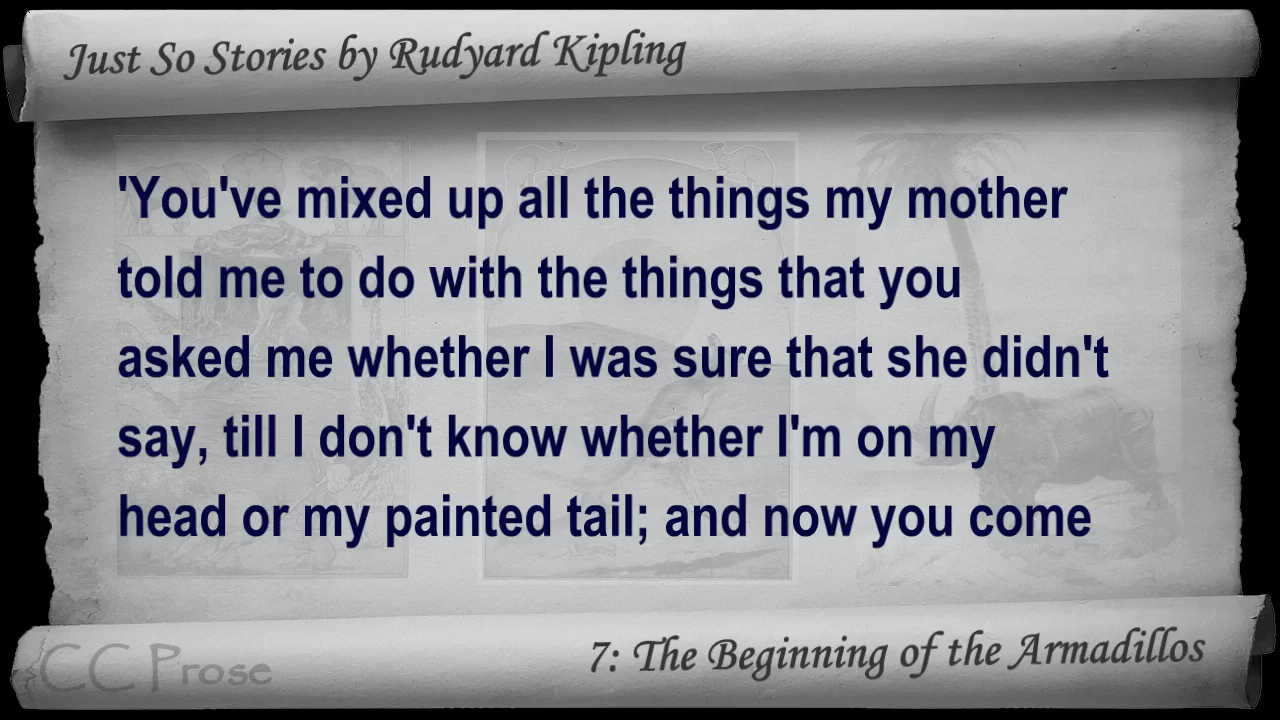 Just So Stories by Rudyard Kipling
'You've mixed up all the things my mother
told me to do with the things that you
asked me whether I was sure that she didn't
say, till I don't know whether I'm on my
head or my painted tail; and now you come
CC Prose
7: The Beginning of the Armadillos